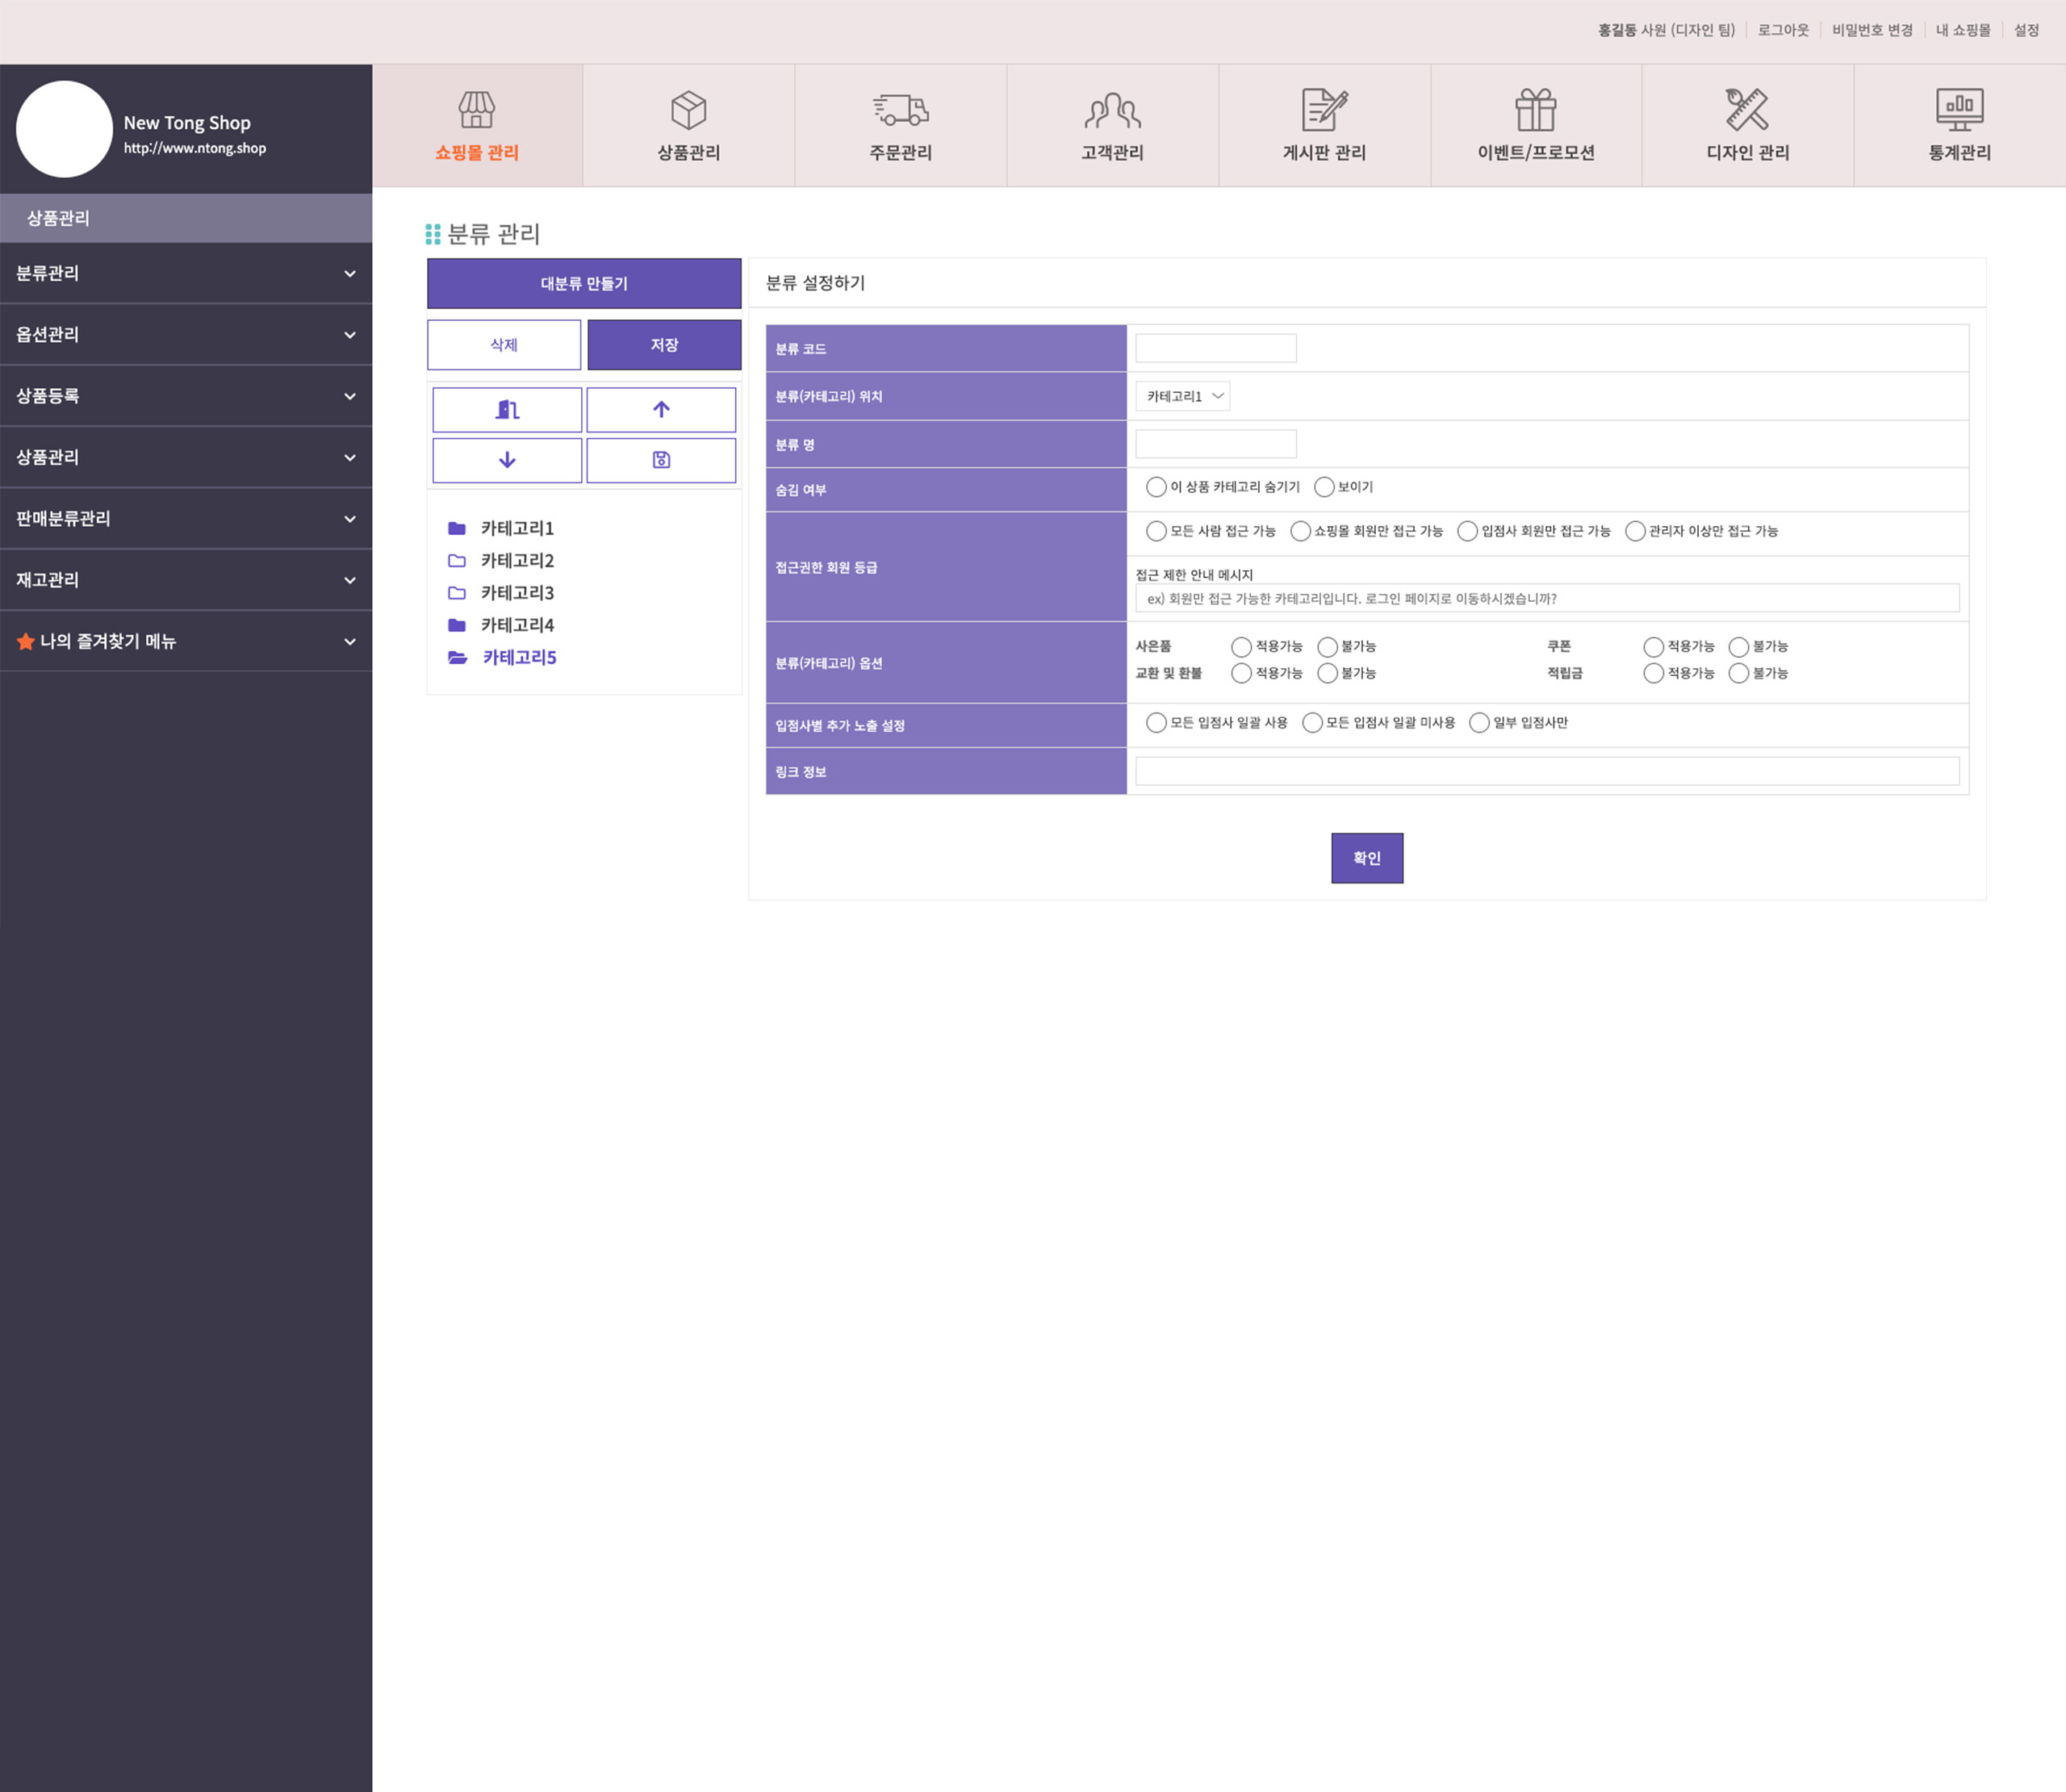 홍길동 사원 (디자인 팀) 로그아웃 비밀번호 변경 내 쇼핑몰 설정
New Tong Shop
http://www.ntong.shop
쇼핑몰 관리 상품관리 주문관리 고객관리 게시판 관리 이벤트/프로모션 디자인 관리 통계관리
상품관리
분류관리
옵션관리
상품등록
상품관리
판매분류관리
재고관리
나의 즐겨찾기 메뉴
분류 관리
대분류 만들기
삭제 저장
카테고리1
카테고리2
카테고리3
카테고리4
카테고리5
분류 설정하기
분류 코드
분류(카테고리) 위치 카테고리1
분류 명
숨김 여부 이 상품 카테고리 숨기기 보이기
접근권한 회원 등급 모든 사람 접근 가능 쇼핑몰 회원만 접근 가능 입점사 회원만 접근 가능 관리자 이상만 접근 가능
접근 제한 안내 메시지
ex) 회원만 접근 가능한 카테고리입니다. 로그인 페이지로 이동하시겠습니까?
분류(카테고리) 옵션
사은품 적용가능 불가능 쿠폰 적용가능 불가능
교환 및 환불 적용가능 불가능 적립금 적용가능 불가능
입점사별 추가 노출 설정 모든 입점사 일괄 사용 모든 입점사 일괄 미사용 일부 입점사만
링크 정보
확인